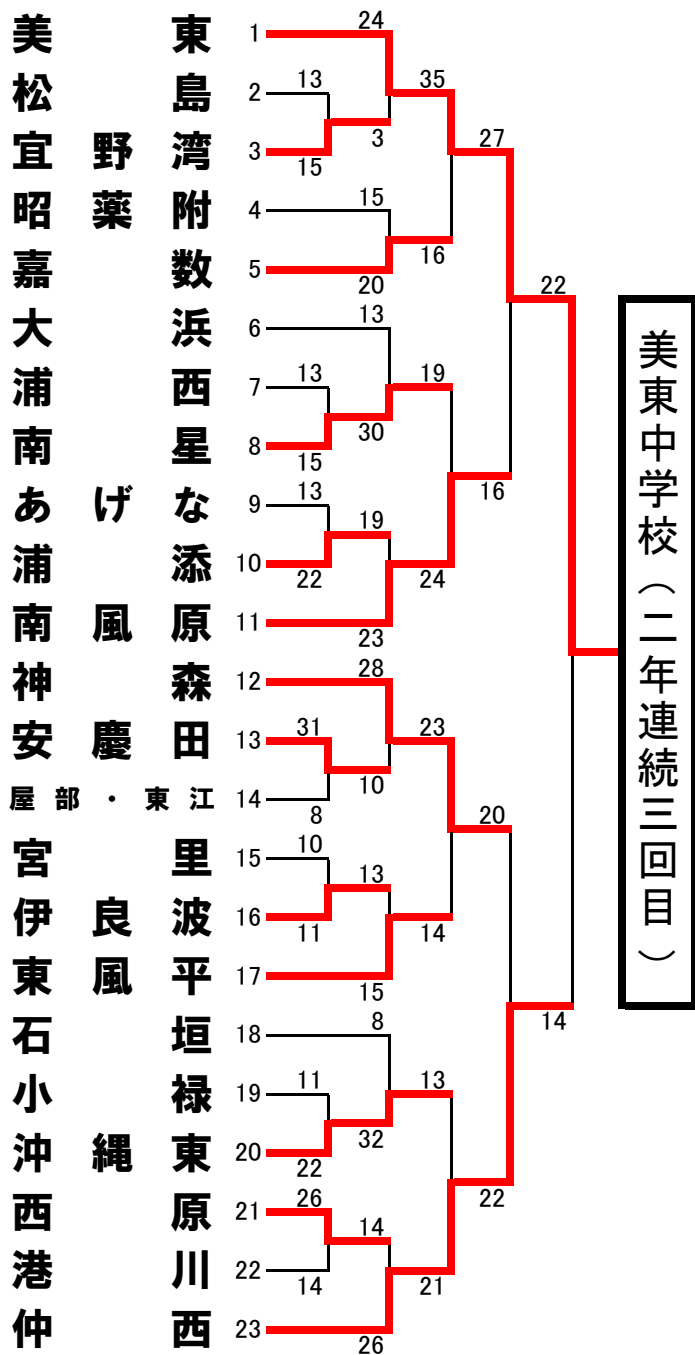 24
美東 1
13 35
松島 2
3 27
宜野湾 3
15
昭薬附 4 15
16
嘉数 5
20 22
大浜 6 13
浦西 7 13 19
30
南星 8
15 16
あげな 9 13 19
浦添 10
22 24
南風原 11
23
神森 12 28
安慶田 13 31 23
10
屋部・東江 14
8 20
宮里 15 10 13
伊良波 16
11 14
東風平 17
15
石垣 18 8
14
小禄 19 11 13
32
沖縄東 20
22 22
西原 21 26 14
港川 22
14 21
仲西 23
26
美東中学校(二年連続三回目)